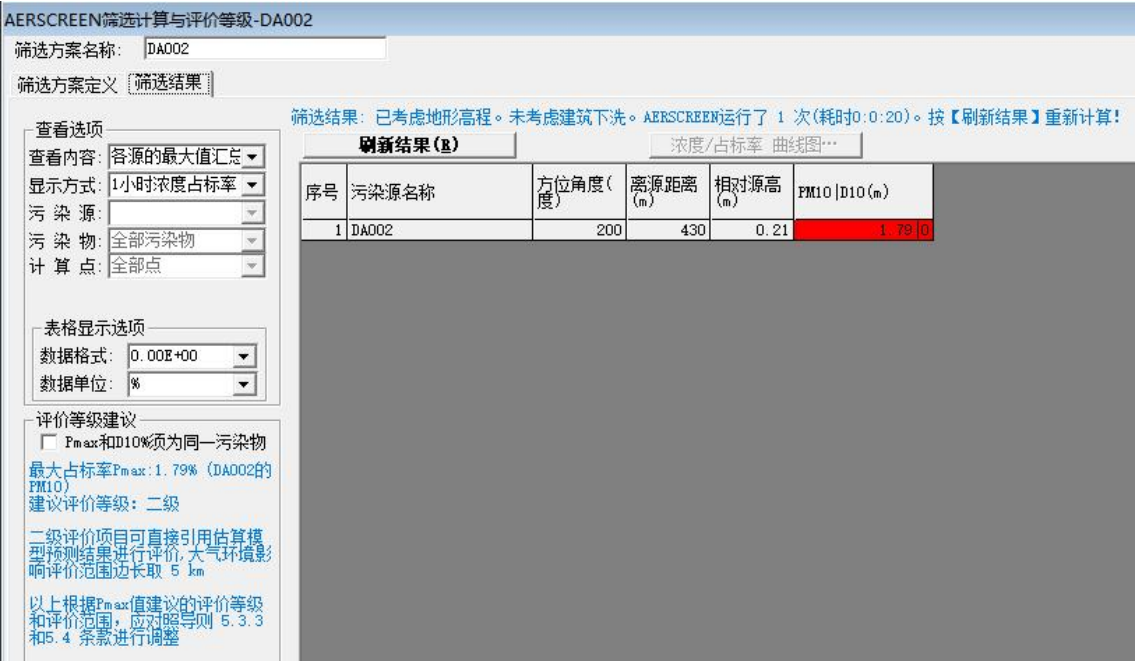 AERSCREEN筛选计算与评价等级-DA002
筛选方案名称: DA002
筛选方案定义 筛选结果
筛选结果: 已考虑地形高程。未考虑建筑下洗。AERSCREEN运行了 1 次(耗时0:0:20)。按【刷新结果】重新计算!
刷新结果(R) 浓度/占标率 曲线图…
查看选项
查看内容: 各源的最大值汇总
显示方式: 1小时浓度占标率
污 染 源:
污 染 物: 全部污染物
计 算 点: 全部点
序号 污染源名称 方位角度(度) 离源距离(m) 相对源高(m) PM10|D10(m)
1 DA002 200 430 0.21 1.79|0
表格显示选项
数据格式: 0.00E+00
数据单位: %
评价等级建议
Pmax和D10%须为同一污染物
最大占标率Pmax:1.79% (DA002的
PM10)
建议评价等级: 二级
二级评价项目可直接引用估算模
型预测结果进行评价,大气环境影
响评价范围边长取 5 km
以上根据Pmax值建议的评价等级
和评价范围, 应对照导则 5.3.3
和5.4 条款进行调整